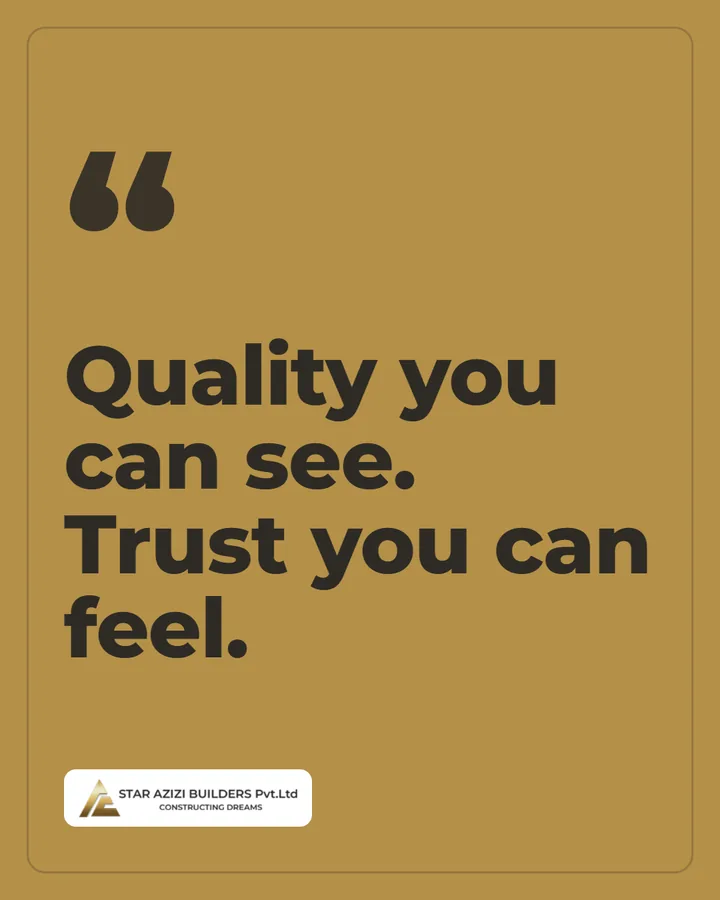 “
Quality you
can see.
Trust you can
feel.
STAR AZIZI BUILDERS Pvt.Ltd
CONSTRUCTING DREAMS